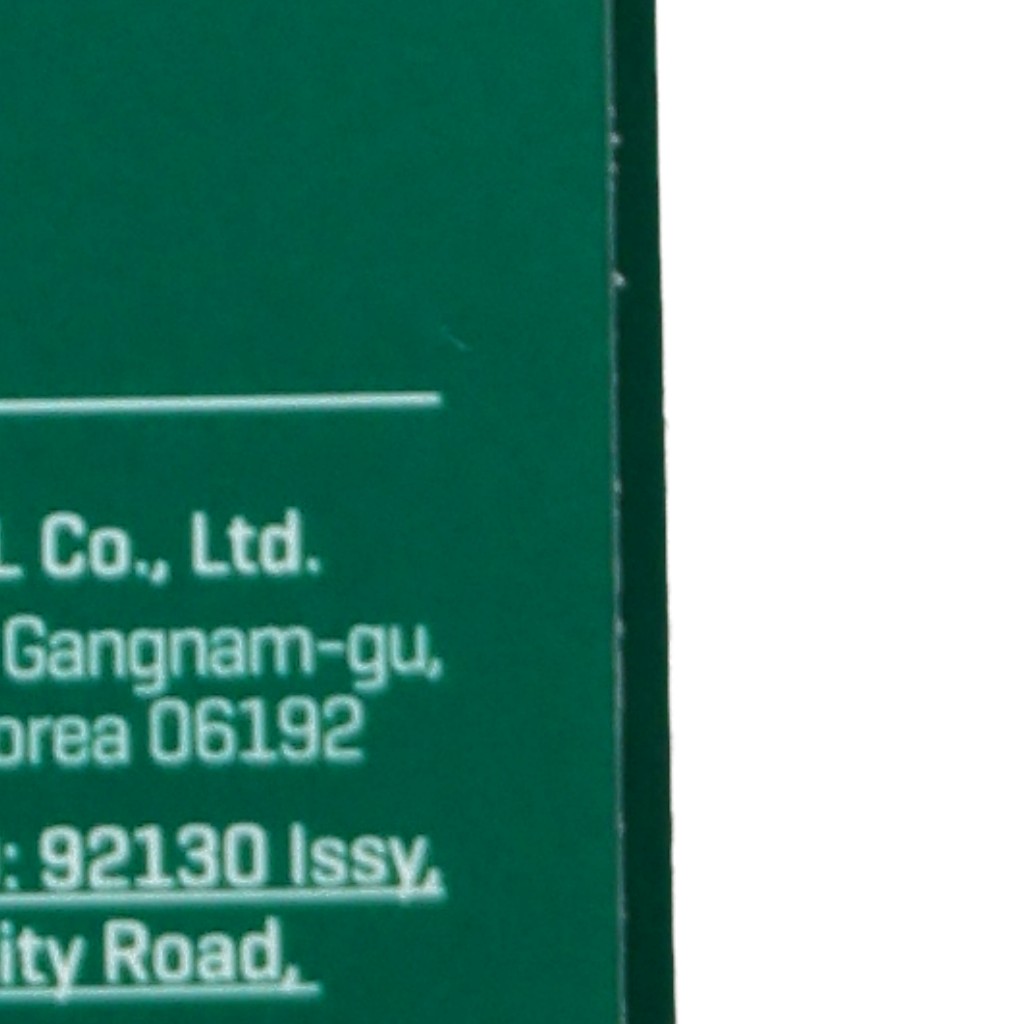 L Co., Ltd.
Gangnam-gu,
orea 06192
: 92130 Issy,
ity Road,